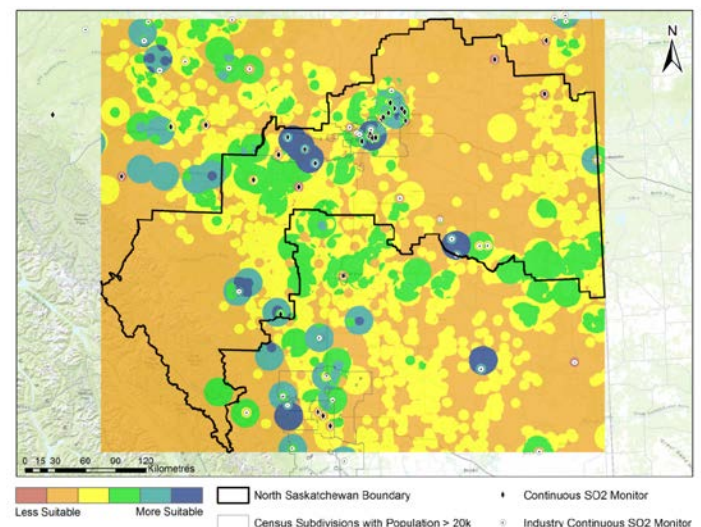 N
0 15 30 60 90 120
Kilometres
Less Suitable More Suitable
North Saskatchewan Boundary
Continuous SO2 Monitor
Census Subdivisions with Population > 20k
Industry Continuous SO2 Monitor